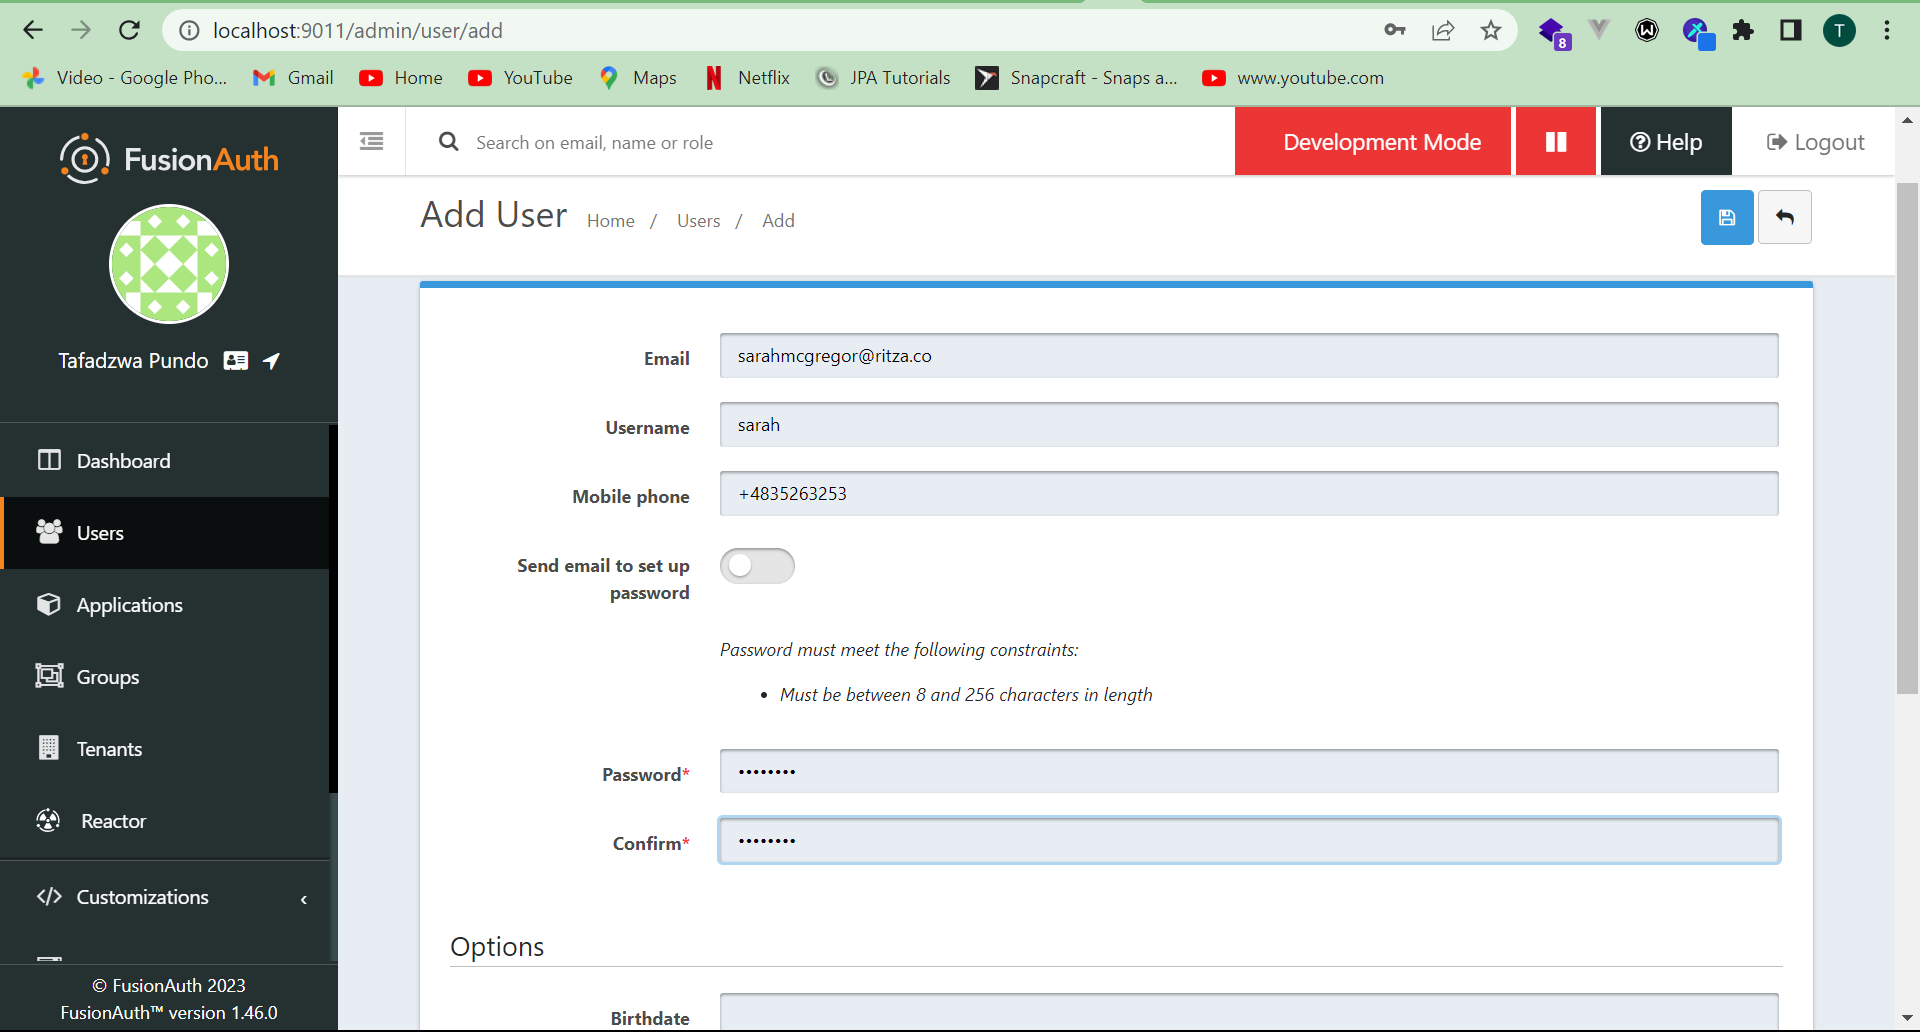 localhost:9011/admin/user/add
8
T
Video - Google Pho...
Gmail
Home
YouTube
Maps
Netflix
JPA Tutorials
Snapcraft - Snaps a...
www.youtube.com
FusionAuth
Search on email, name or role
Development Mode
Help
Logout
Add User
Home / Users / Add
Tafadzwa Pundo
Dashboard
Users
Applications
Groups
Tenants
Reactor
Customizations
© FusionAuth 2023
FusionAuth™ version 1.46.0
Email
sarahmcgregor@ritza.co
Username
sarah
Mobile phone
+4835263253
Send email to set up
password
Password must meet the following constraints:
• Must be between 8 and 256 characters in length
Password*
••••••••
Confirm*
••••••••
Options
Birthdate